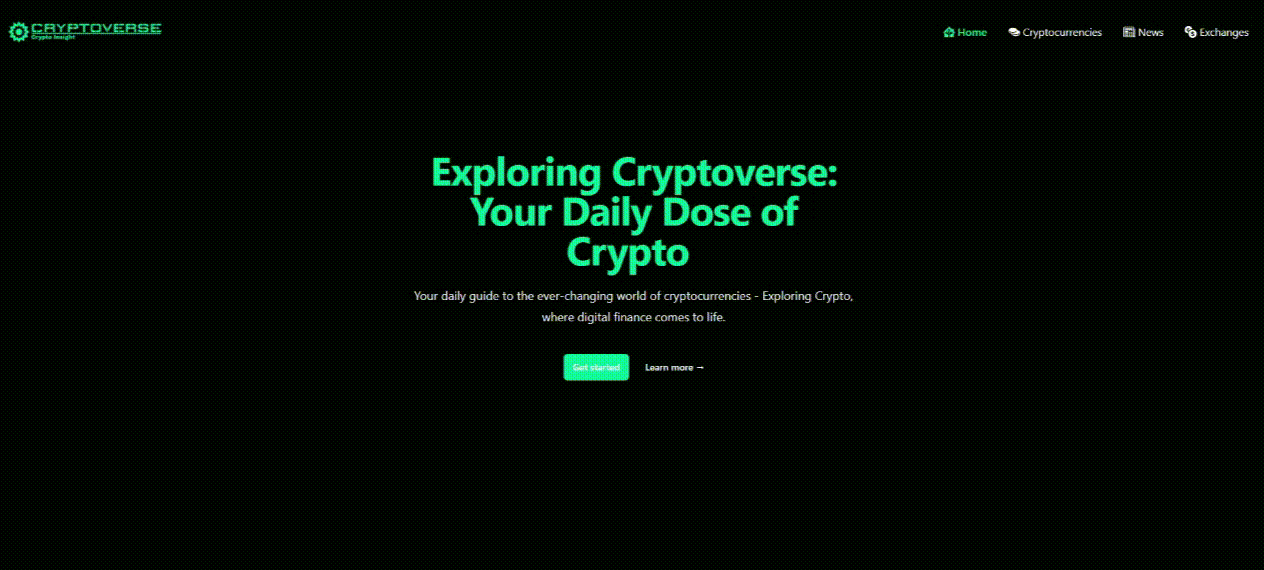 CRYPTOVERSE
Crypto Insight
Home
Cryptocurrencies
News
Exchanges
Exploring Cryptoverse:
Your Daily Dose of
Crypto
Your daily guide to the ever-changing world of cryptocurrencies - Exploring Crypto,
where digital finance comes to life.
Get started
Learn more →